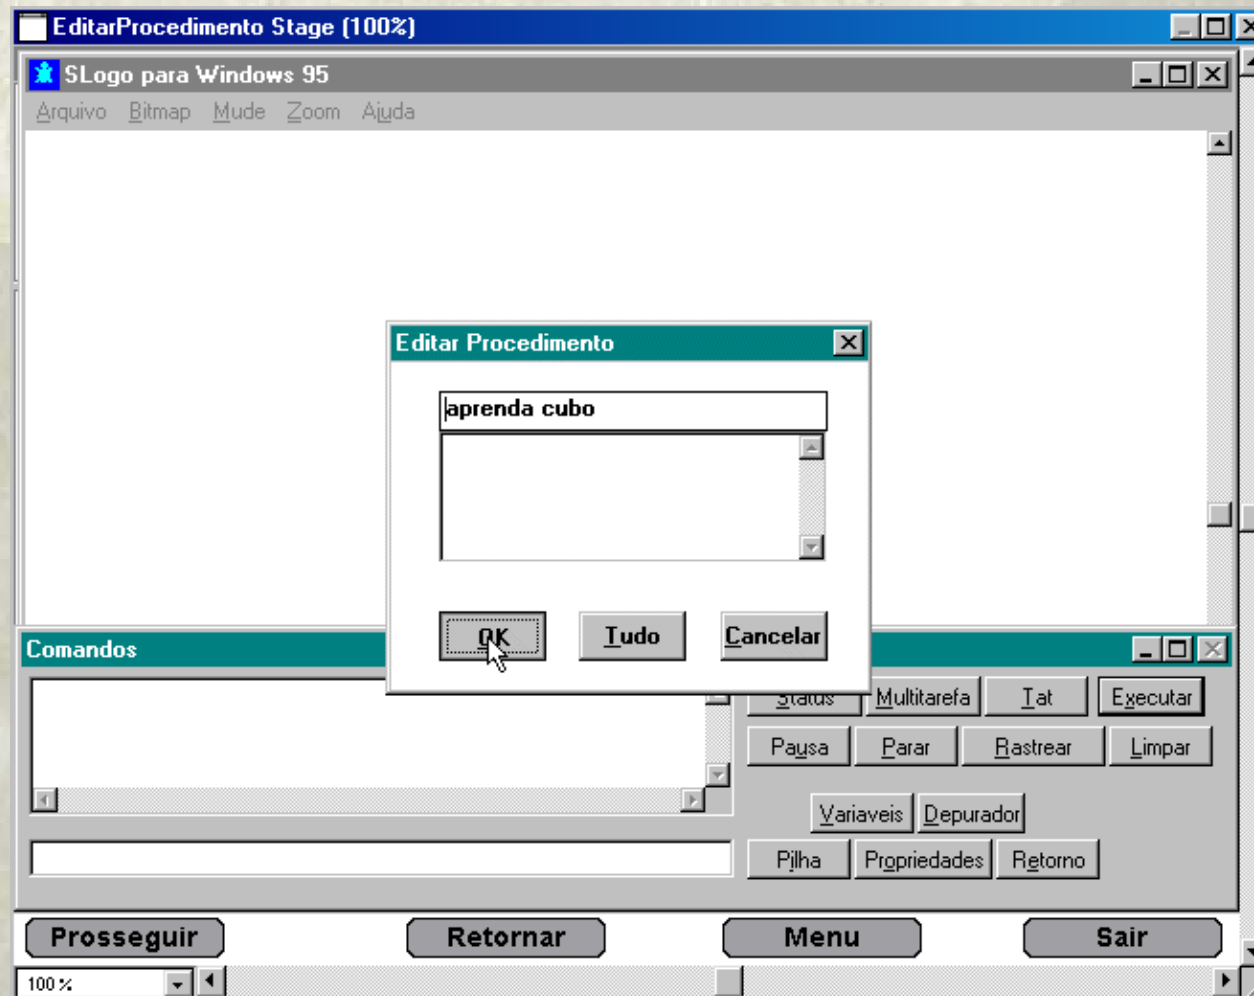 EditarProcedimento Stage (100%)
SLogo para Windows 95
Arquivo Bitmap Mude Zoom Ajuda
Editar Procedimento
aprenda cubo
OK Tudo Cancelar
Comandos
Status Multitarefa Tat Executar
Pausa Parar Rastrear Limpar
Variaveis Depurador
Pilha Propriedades Retorno
Prosseguir Retornar Menu Sair
100%